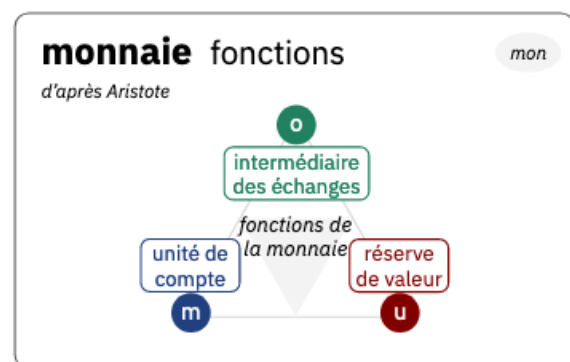 monnaie fonctions
mon
d'après Aristote
o
intermédiaire
des échanges
fonctions de
la monnaie
unité de
compte
réserve
de valeur
m
u